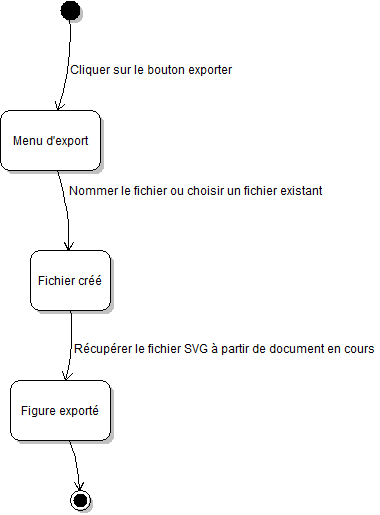 Cliquer sur le bouton exporter
Menu d'export
Nommer le fichier ou choisir un fichier existant
Fichier créé
Récupérer le fichier SVG à partir de document en cours
Figure exporté